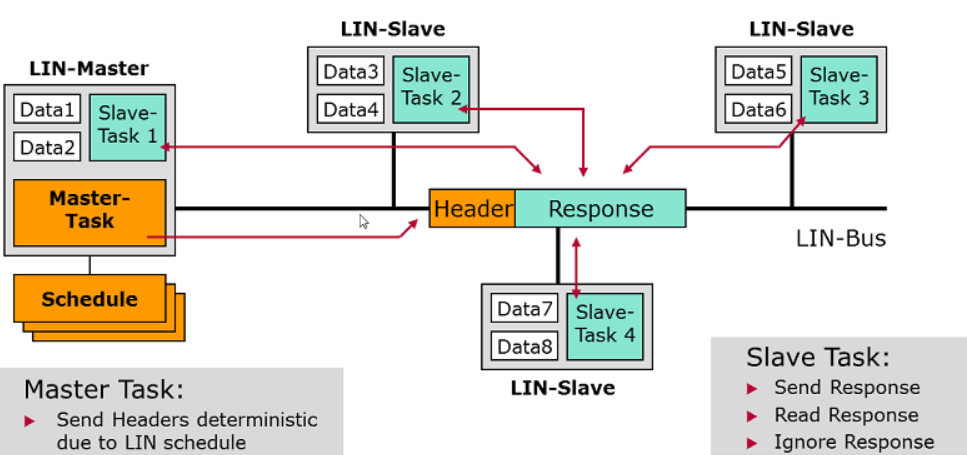 LIN-Master
Data1
Data2
Slave-
Task 1
Master-
Task
Schedule
LIN-Slave
Data3
Data4
Slave-
Task 2
LIN-Slave
Data5
Data6
Slave-
Task 3
Header
Response
LIN-Bus
Data7
Data8
Slave-
Task 4
LIN-Slave
Master Task:
Send Headers deterministic
due to LIN schedule
Slave Task:
Send Response
Read Response
Ignore Response